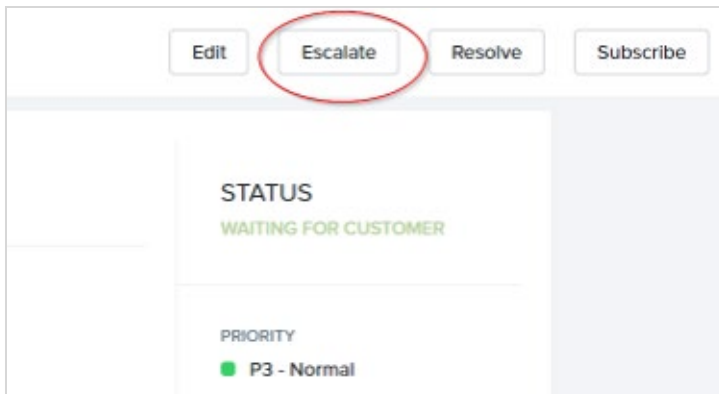 Edit Escalate Resolve Subscribe
STATUS
WAITING FOR CUSTOMER
PRIORITY
P3 - Normal